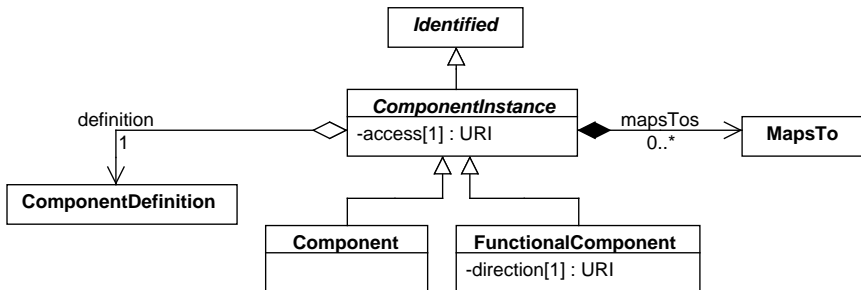 Identified
ComponentInstance
-access[1] : URI
definition
1
mapsTos
0..*
MapsTo
ComponentDefinition
Component
FunctionalComponent
-direction[1] : URI